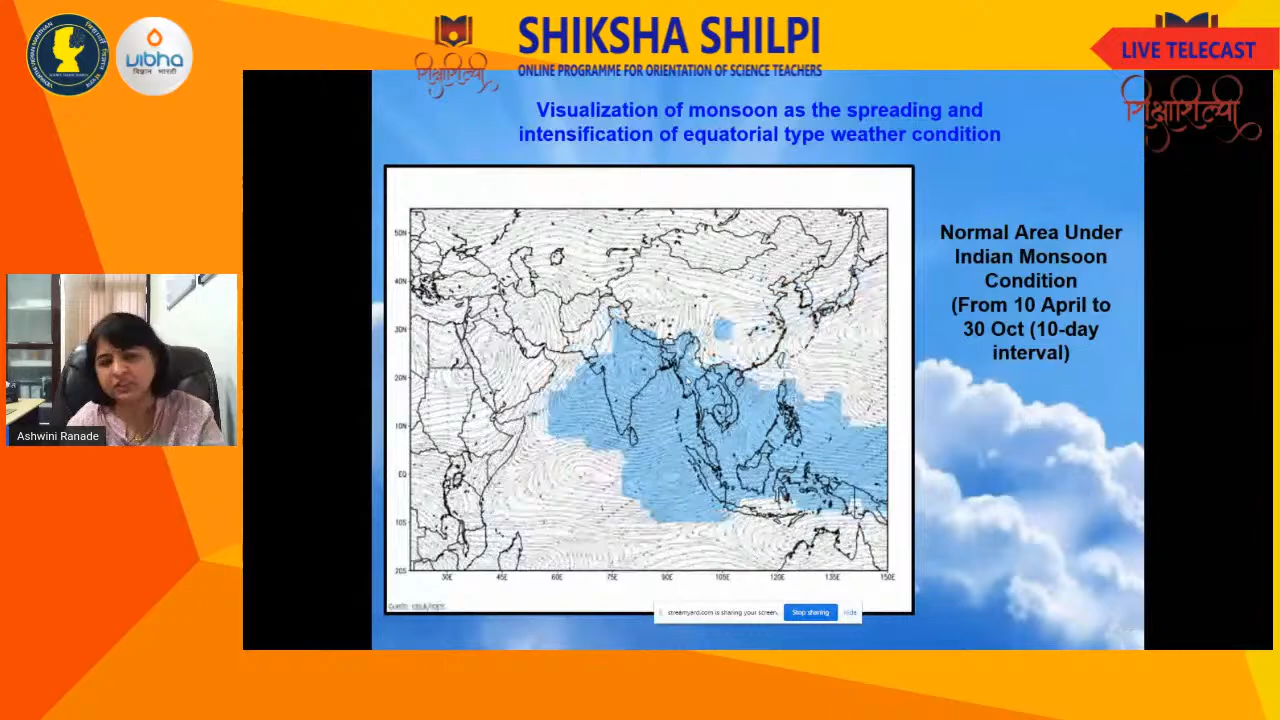 SHIKSHA SHILPI
ONLINE PROGRAMME FOR ORIENTATION OF SCIENCE TEACHERS
LIVE TELECAST
vibha
विज्ञान भारती
शिक्षाशिल्पी
शिक्षाशिल्पी
Visualization of monsoon as the spreading and
intensification of equatorial type weather condition
Normal Area Under
Indian Monsoon
Condition
(From 10 April to
30 Oct (10-day
interval)
50N
40N
30N
20N
10N
EQ
10S
20S
30E 45E 60E 75E 90E 105E 120E 135E 150E
streamyard.com is sharing your screen.
Stop sharing
Hide
Ashwini Ranade